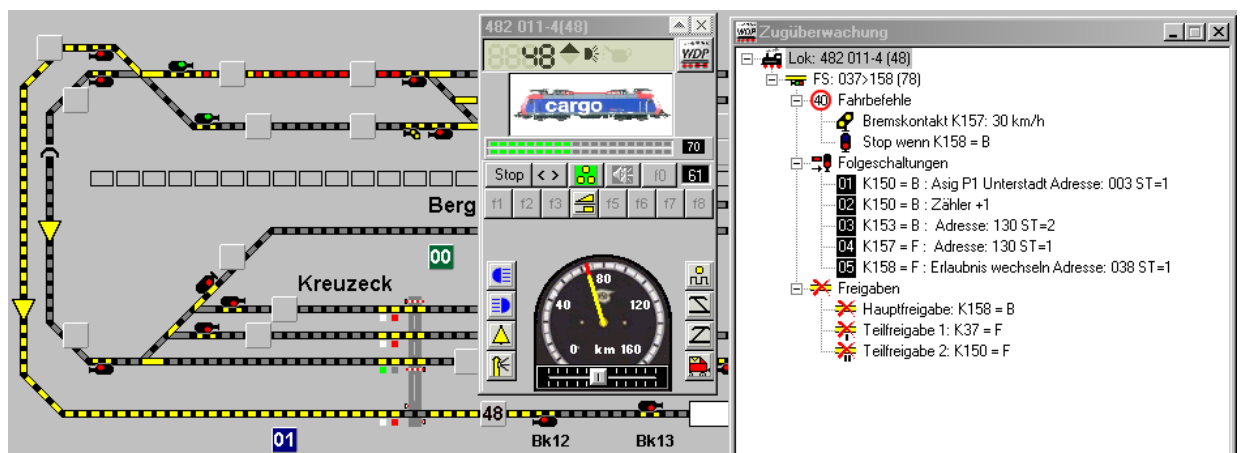 482 011-4(48)
48
WDP
cargo
70
Stop
< >
f0
61
f1
f2
f3
f5
f6
f7
f8
40
80
120
0
km
160
Berg
00
Kreuzeck
01
48
Bk12
Bk13
WDP
Zugüberwachung
Lok: 482 011-4 (48)
FS: 037>158 (78)
40 Fahrbefehle
Bremskontakt K157: 30 km/h
Stop wenn K158 = B
Folgeschaltungen
01 K150 = B : Asig P1 Unterstadt Adresse: 003 ST=1
02 K150 = B : Zähler +1
03 K153 = B : Adresse: 130 ST=2
04 K157 = F : Adresse: 130 ST=1
05 K158 = F : Erlaubnis wechseln Adresse: 038 ST=1
Freigaben
Hauptfreigabe: K158 = B
Teilfreigabe 1: K37 = F
Teilfreigabe 2: K150 = F